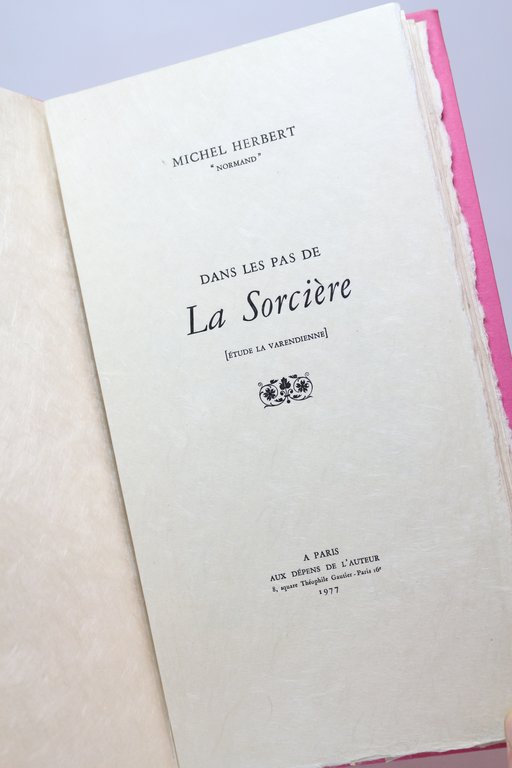 MICHEL HERBERT
"NORMAND"
DANS LES PAS DE
La Sorcière
[ÉTUDE LA VARENDIENNE]
A PARIS
AUX DÉPENS DE L'AUTEUR
8, square Théophile Gautier - Paris 16e
1977